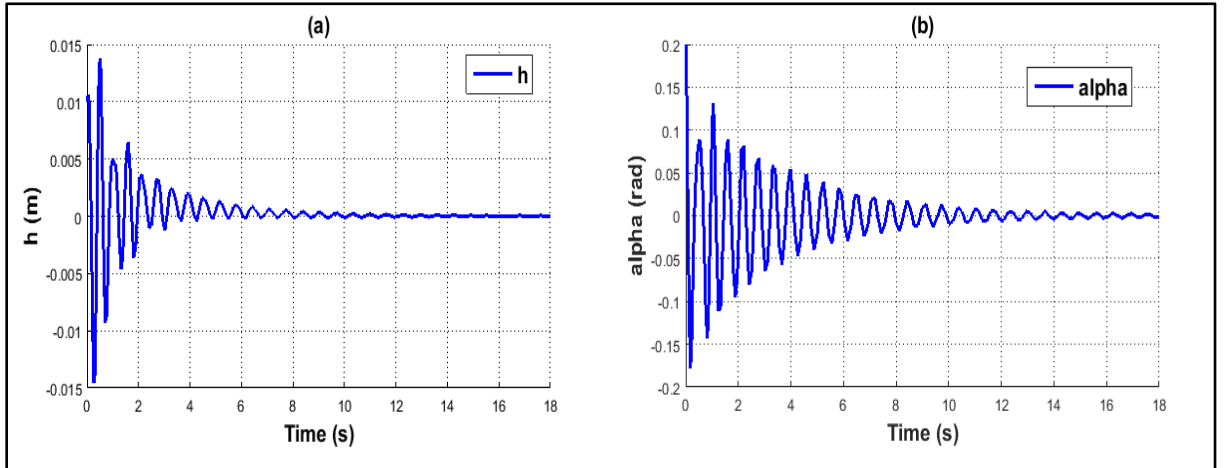 (a)
h
0.015
0.01
0.005
0
-0.005
-0.01
-0.015
h (m)
0 2 4 6 8 10 12 14 16 18
Time (s)
(b)
alpha
0.2
0.15
0.1
0.05
0
-0.05
-0.1
-0.15
-0.2
alpha (rad)
0 2 4 6 8 10 12 14 16 18
Time (s)